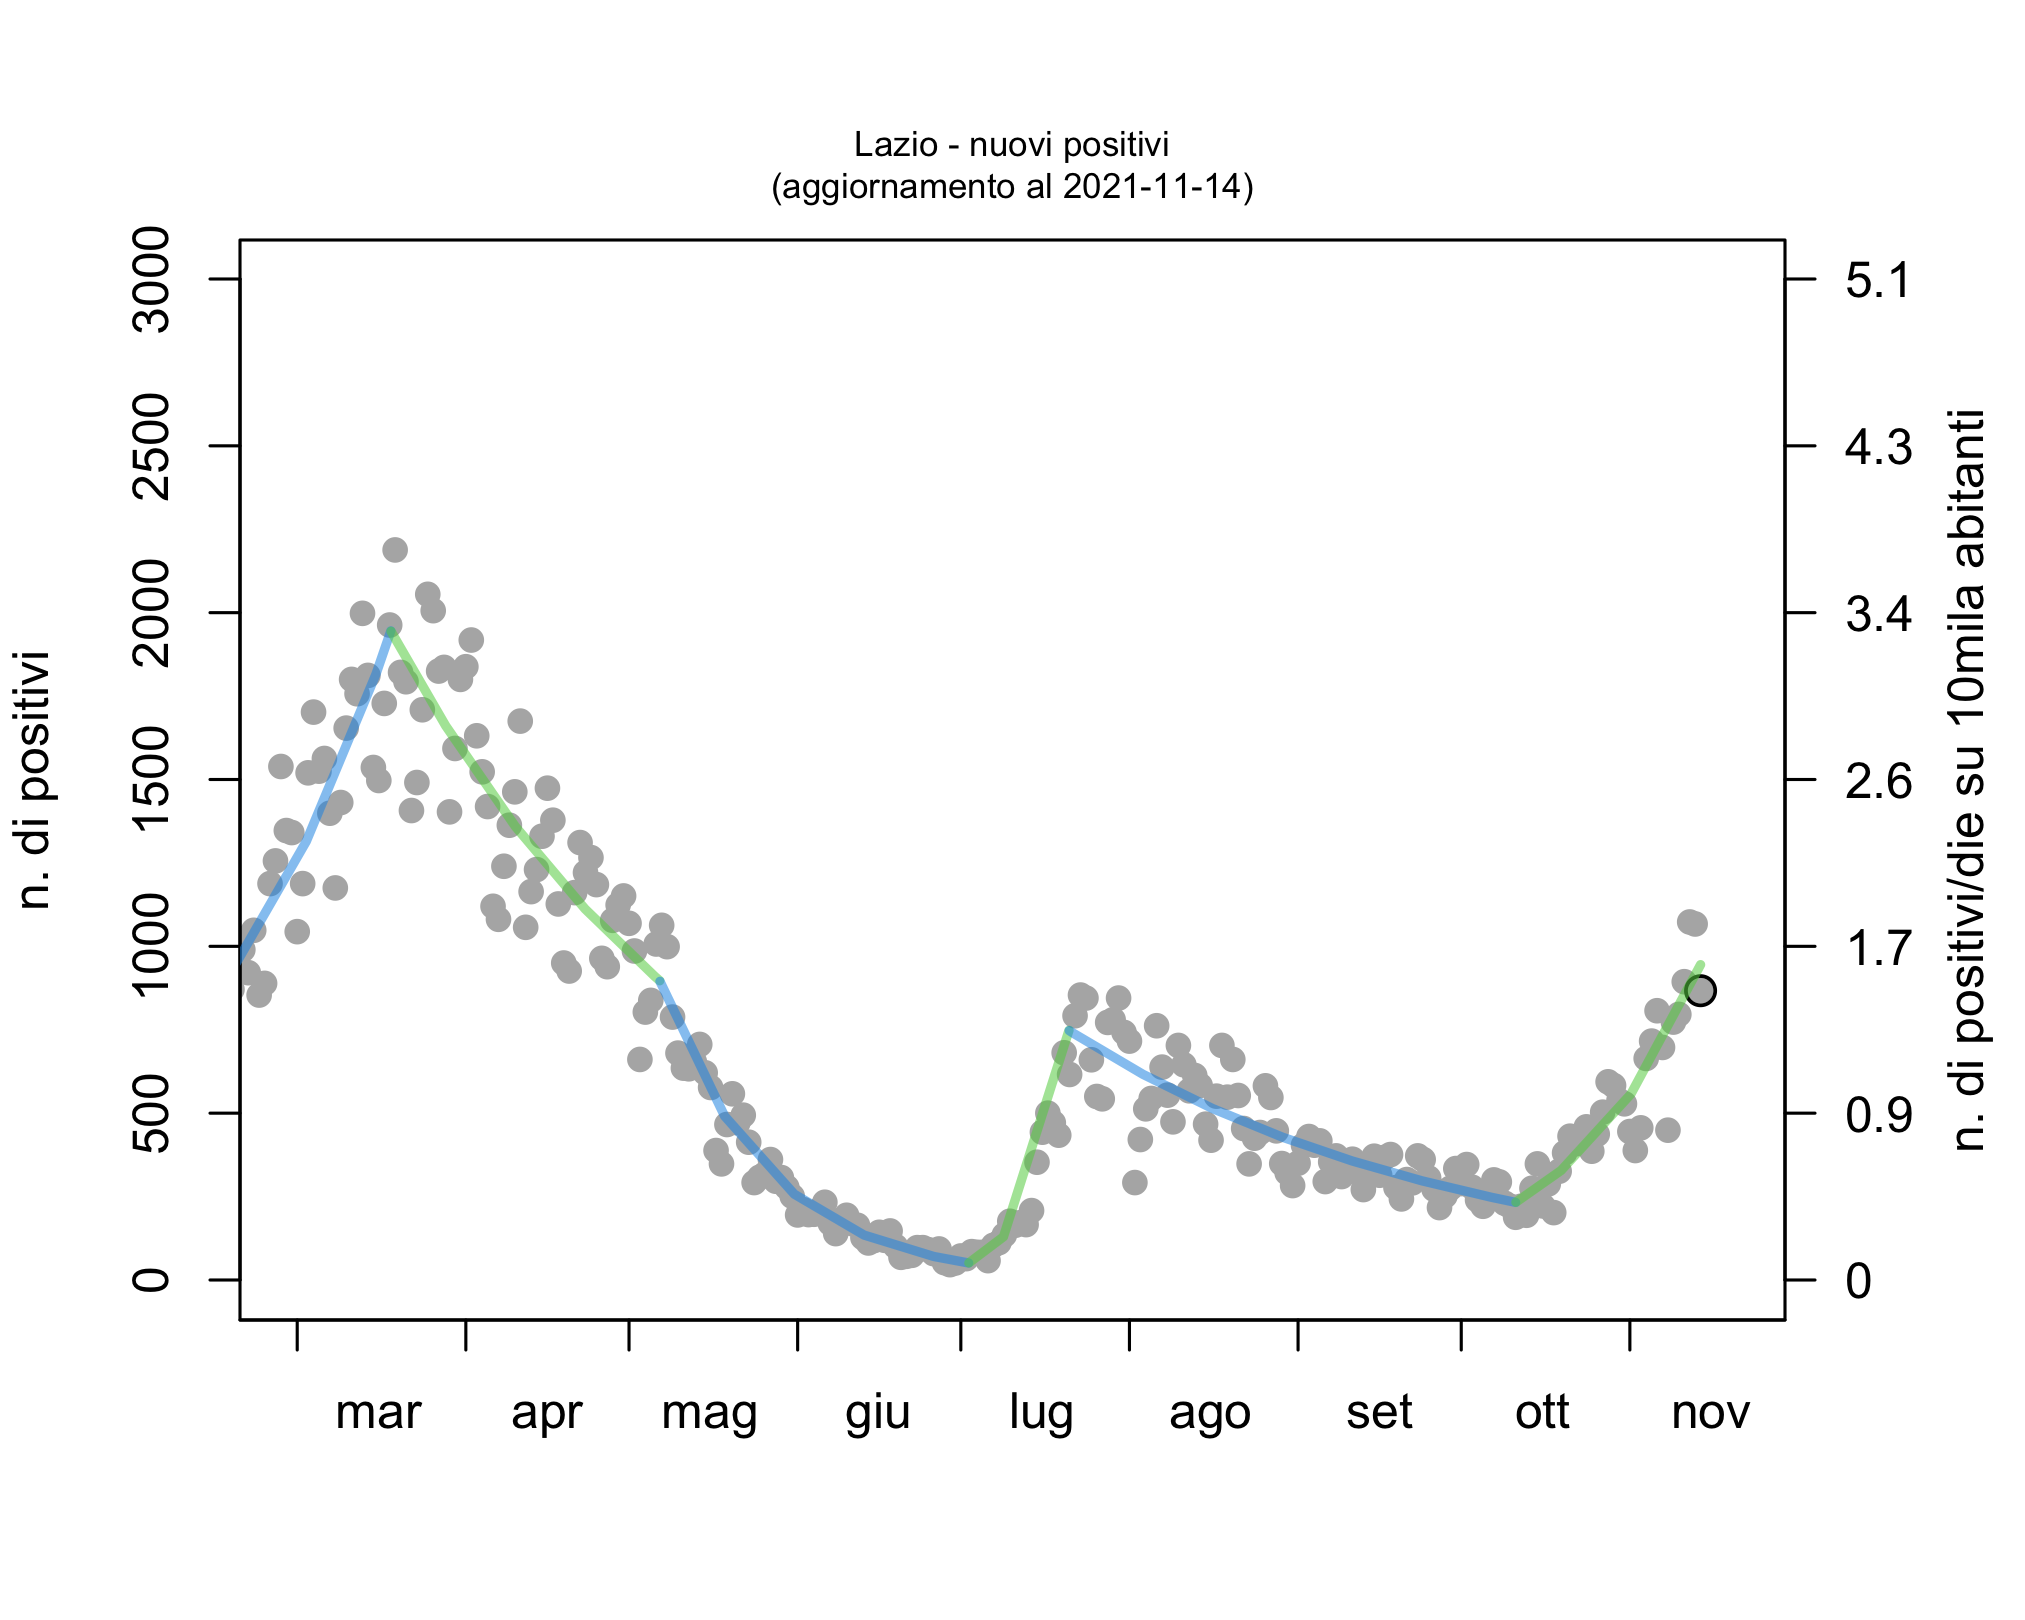 Lazio - nuovi positivi
(aggiornamento al 2021-11-14)
n. di positivi
3000
2500
2000
1500
1000
500
0
5.1
4.3
3.4
2.6
1.7
0.9
0
n. di positivi/die su 10mila abitanti
mar apr mag giu lug ago set ott nov